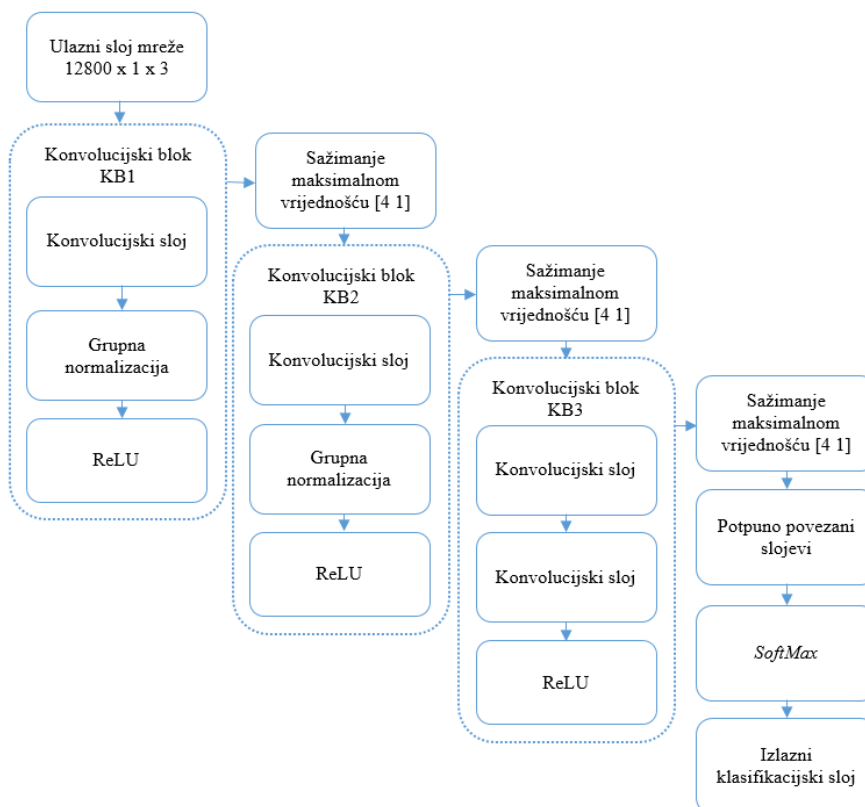 Ulazni sloj mreže
12800 x 1 x 3
Konvolucijski blok
KB1
Konvolucijski sloj
Grupna
normalizacija
ReLU
Sažimanje
maksimalnom
vrijednošću [4 1]
Konvolucijski blok
KB2
Konvolucijski sloj
Grupna
normalizacija
ReLU
Sažimanje
maksimalnom
vrijednošću [4 1]
Konvolucijski blok
KB3
Konvolucijski sloj
Konvolucijski sloj
ReLU
Sažimanje
maksimalnom
vrijednošću [4 1]
Potpuno povezani
slojevi
SoftMax
Izlazni
klasifikacijski sloj